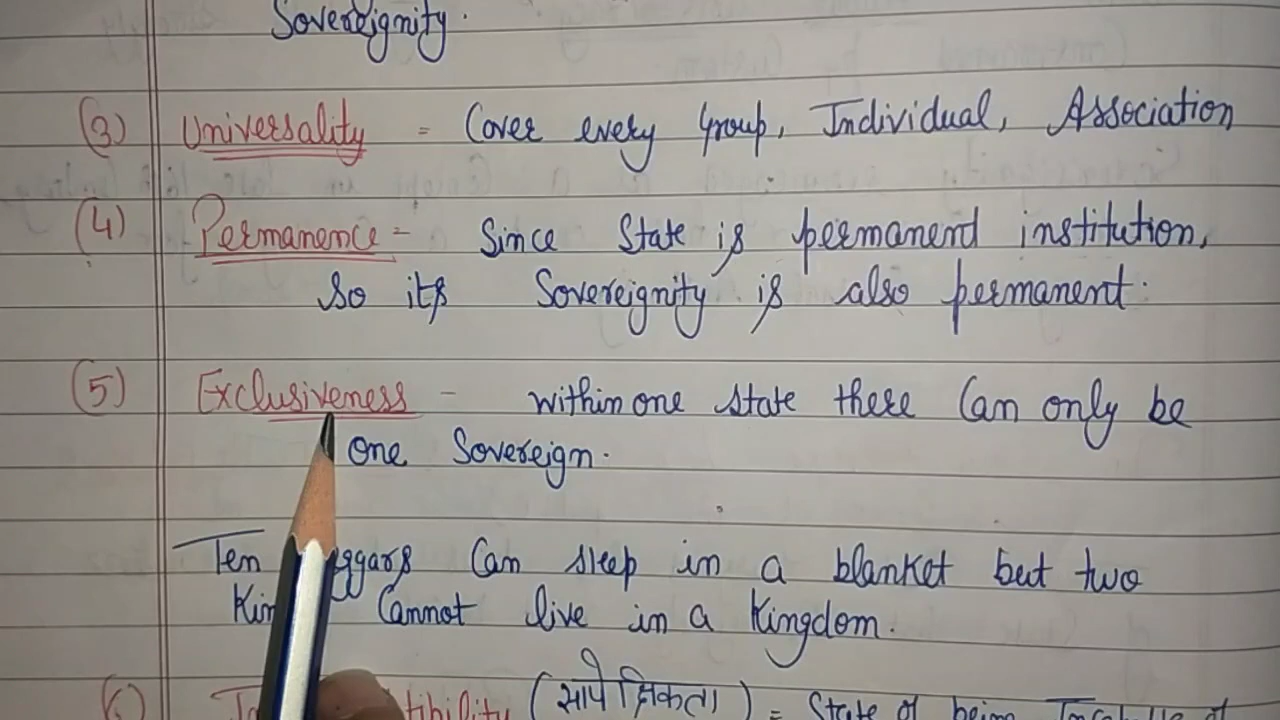 Sovereignity.
(3) Universality = Cover every Group, Individual, Association
(4) Permanence - Since State is permanent institution,
So its Sovereignity is also permanent.
(5) Exclusiveness - within one state there Can only be
one Sovereign.
Ten Can sleep in a blanket but two
Cannot live in a Kingdom.
(सापेक्षिकता) = State of being